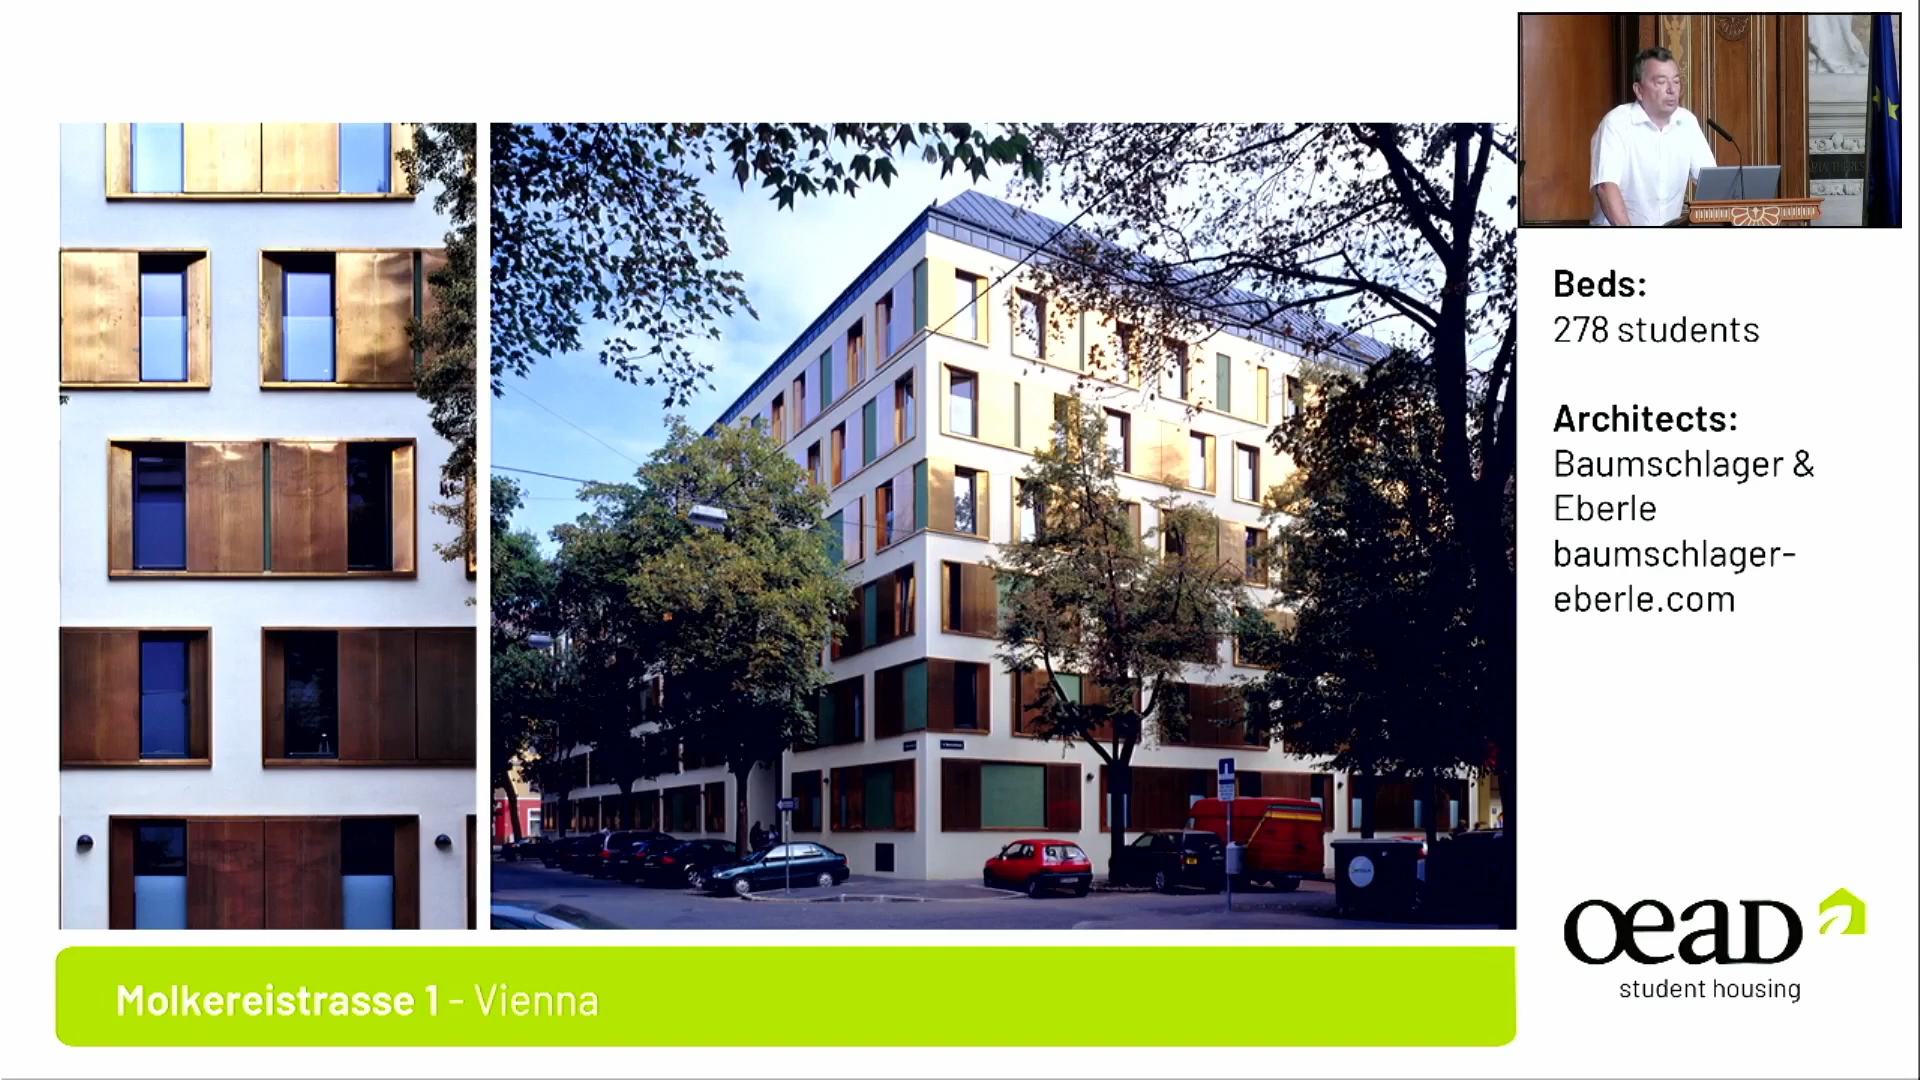 Beds:
278 students
Architects:
Baumschlager &
Eberle
baumschlager-
eberle.com
OeAD
student housing
Molkereistrasse 1 - Vienna